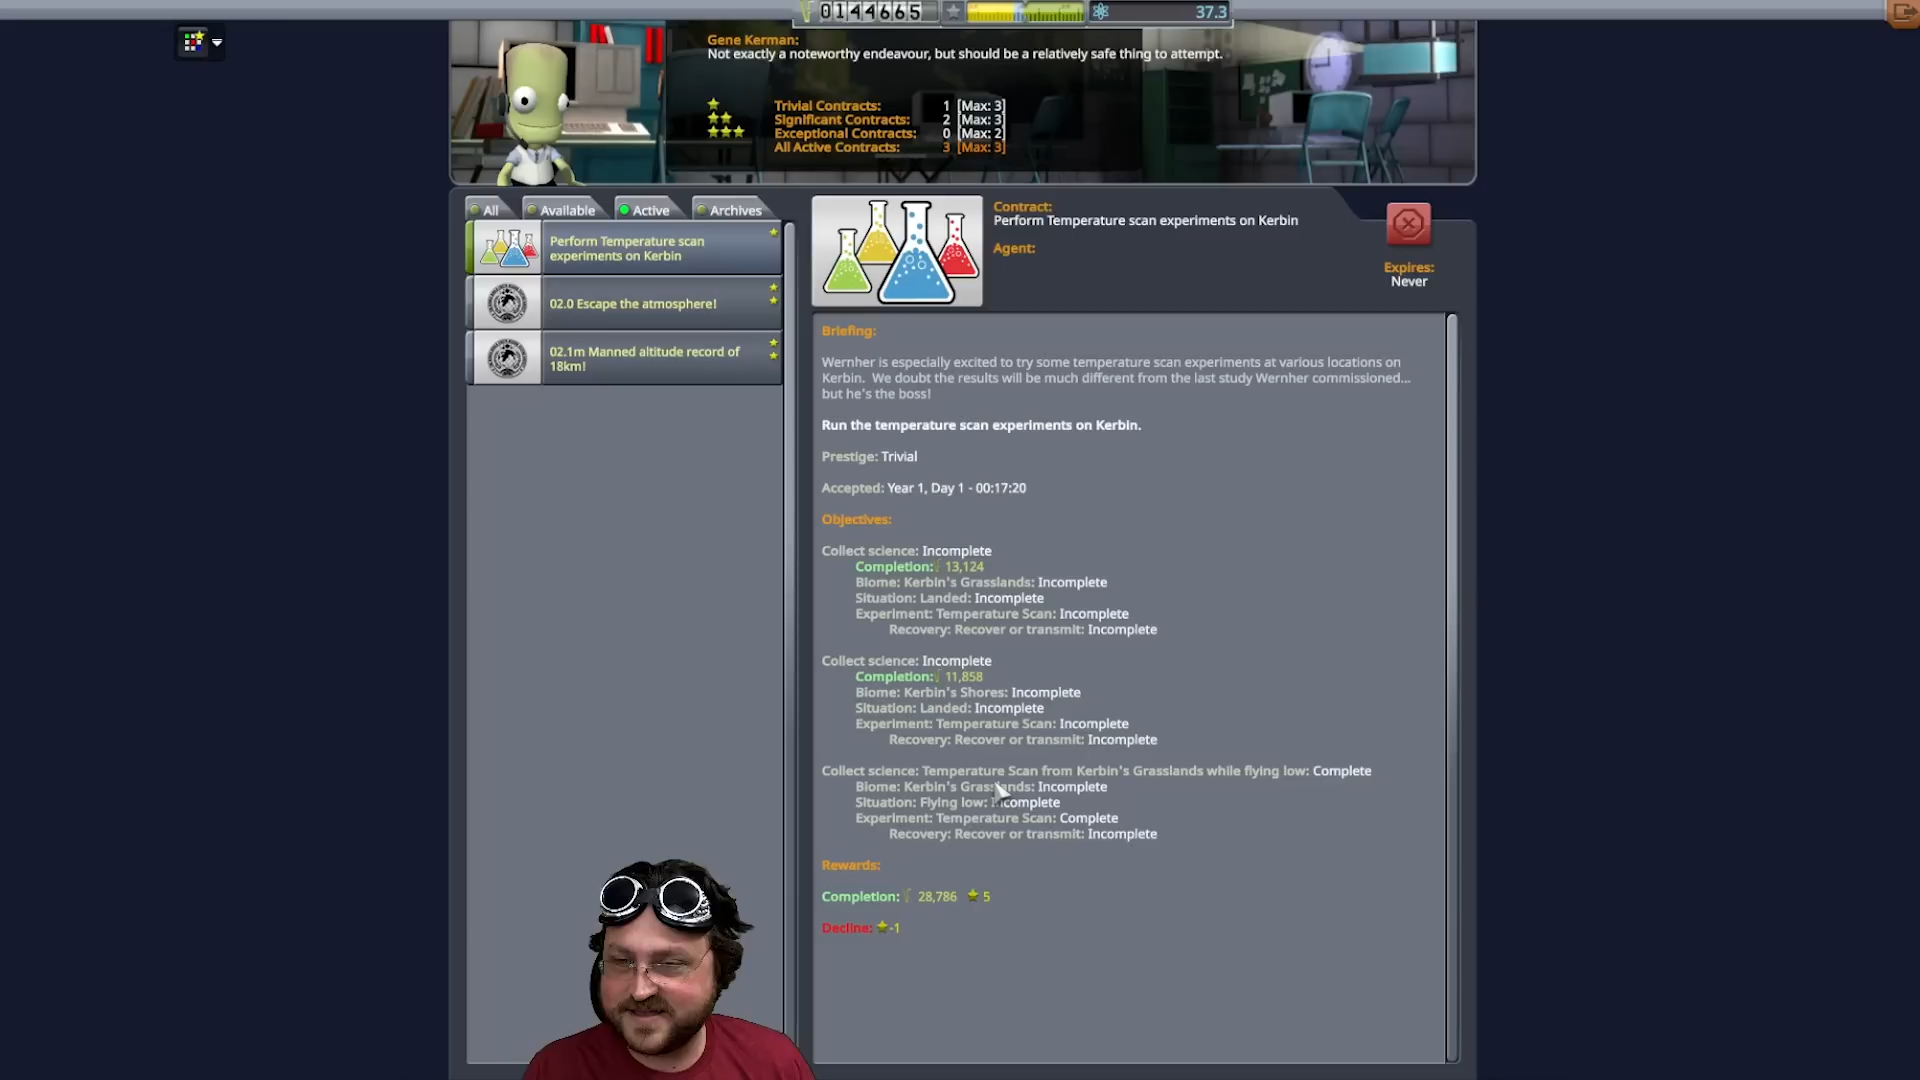 0144665
37.3
Gene Kerman:
Not exactly a noteworthy endeavour, but should be a relatively safe thing to attempt.
Trivial Contracts: 1 [Max: 3]
Significant Contracts: 2 [Max: 3]
Exceptional Contracts: 0 [Max: 2]
All Active Contracts: 3 [Max: 3]
All Available Active Archives
Perform Temperature scan
experiments on Kerbin
02.0 Escape the atmosphere!
02.1m Manned altitude record of
18km!
Contract:
Perform Temperature scan experiments on Kerbin
Agent:
Expires:
Never
Briefing:
Wernher is especially excited to try some temperature scan experiments at various locations on
Kerbin. We doubt the results will be much different from the last study Wernher commissioned...
but he's the boss!
Run the temperature scan experiments on Kerbin.
Prestige: Trivial
Accepted: Year 1, Day 1 - 00:17:20
Objectives:
Collect science: Incomplete
Completion: 13,124
Biome: Kerbin's Grasslands: Incomplete
Situation: Landed: Incomplete
Experiment: Temperature Scan: Incomplete
Recovery: Recover or transmit: Incomplete
Collect science: Incomplete
Completion: 11,858
Biome: Kerbin's Shores: Incomplete
Situation: Landed: Incomplete
Experiment: Temperature Scan: Incomplete
Recovery: Recover or transmit: Incomplete
Collect science: Temperature Scan from Kerbin's Grasslands while flying low: Complete
Biome: Kerbin's Grasslands: Incomplete
Situation: Flying low: Incomplete
Experiment: Temperature Scan: Complete
Recovery: Recover or transmit: Incomplete
Rewards:
Completion: 28,786 5
Decline: -1